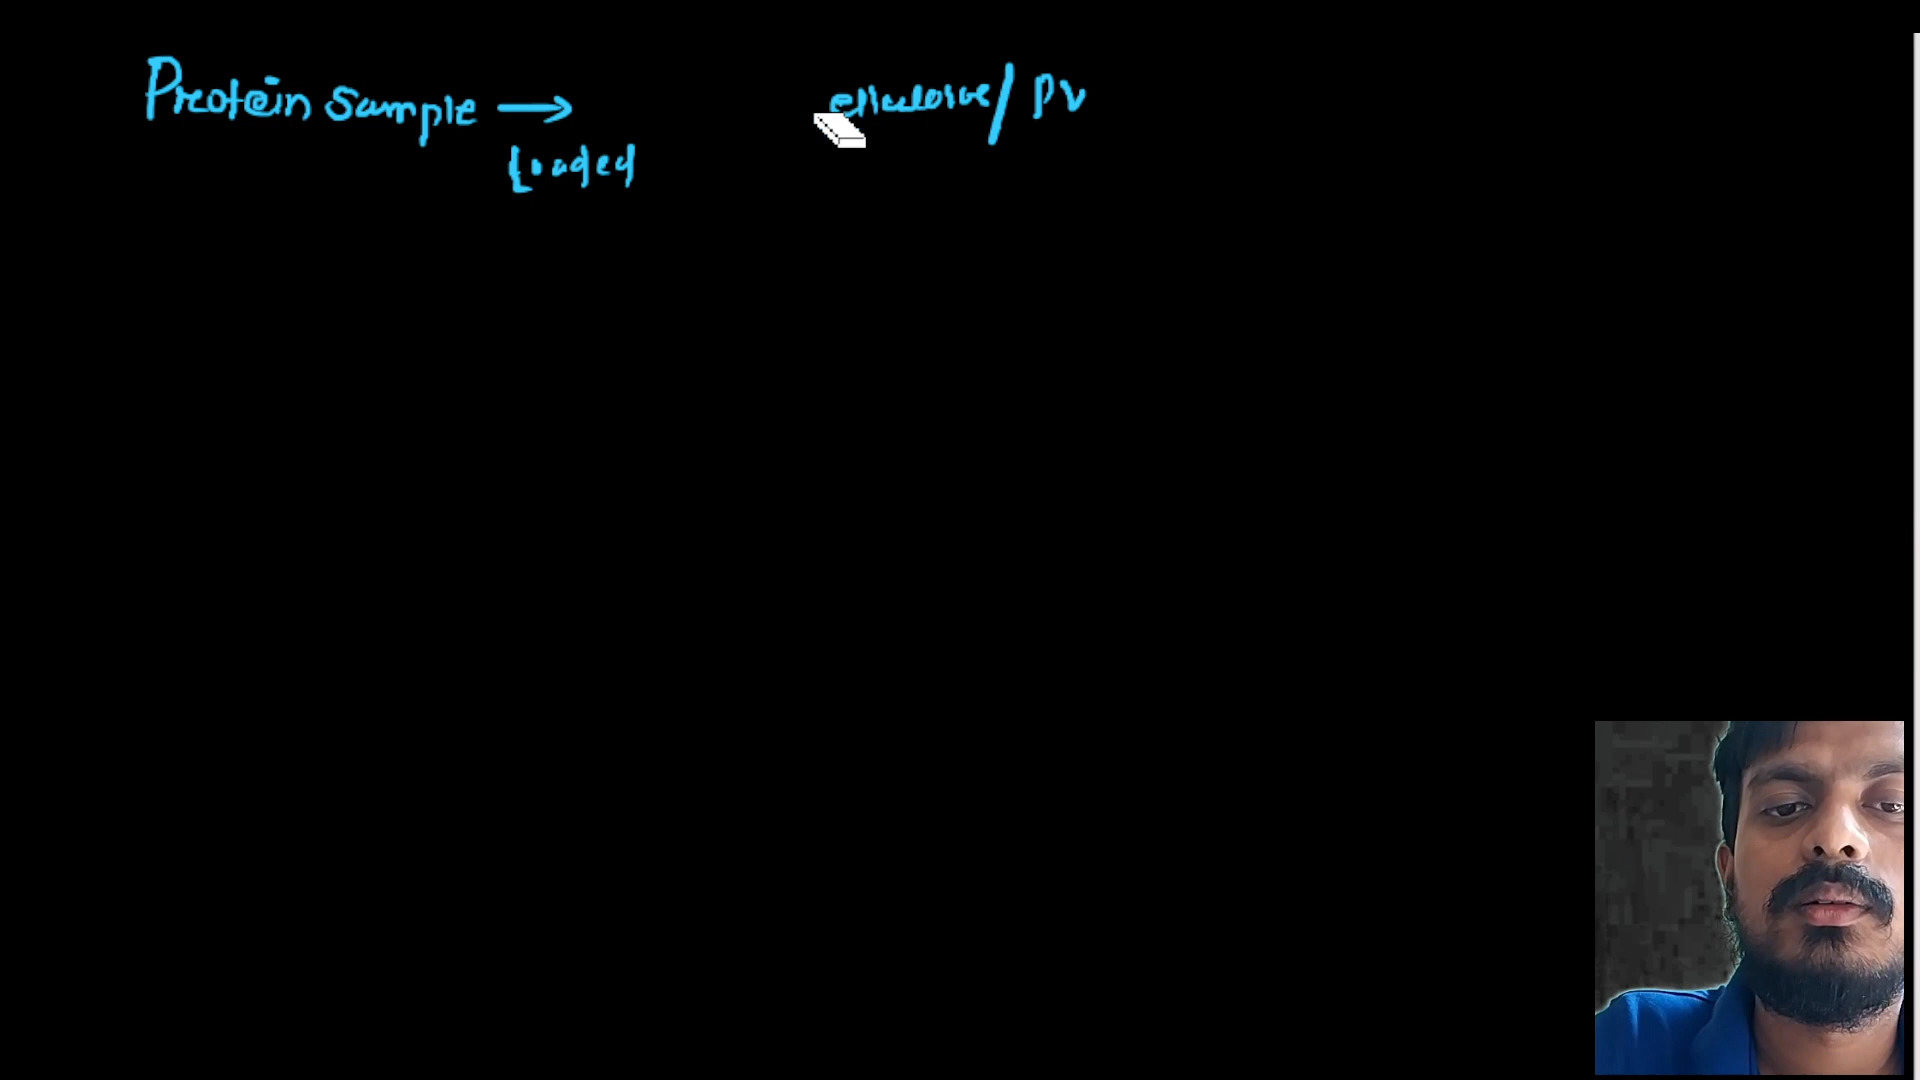 Protein Sample → / PV
Loaded